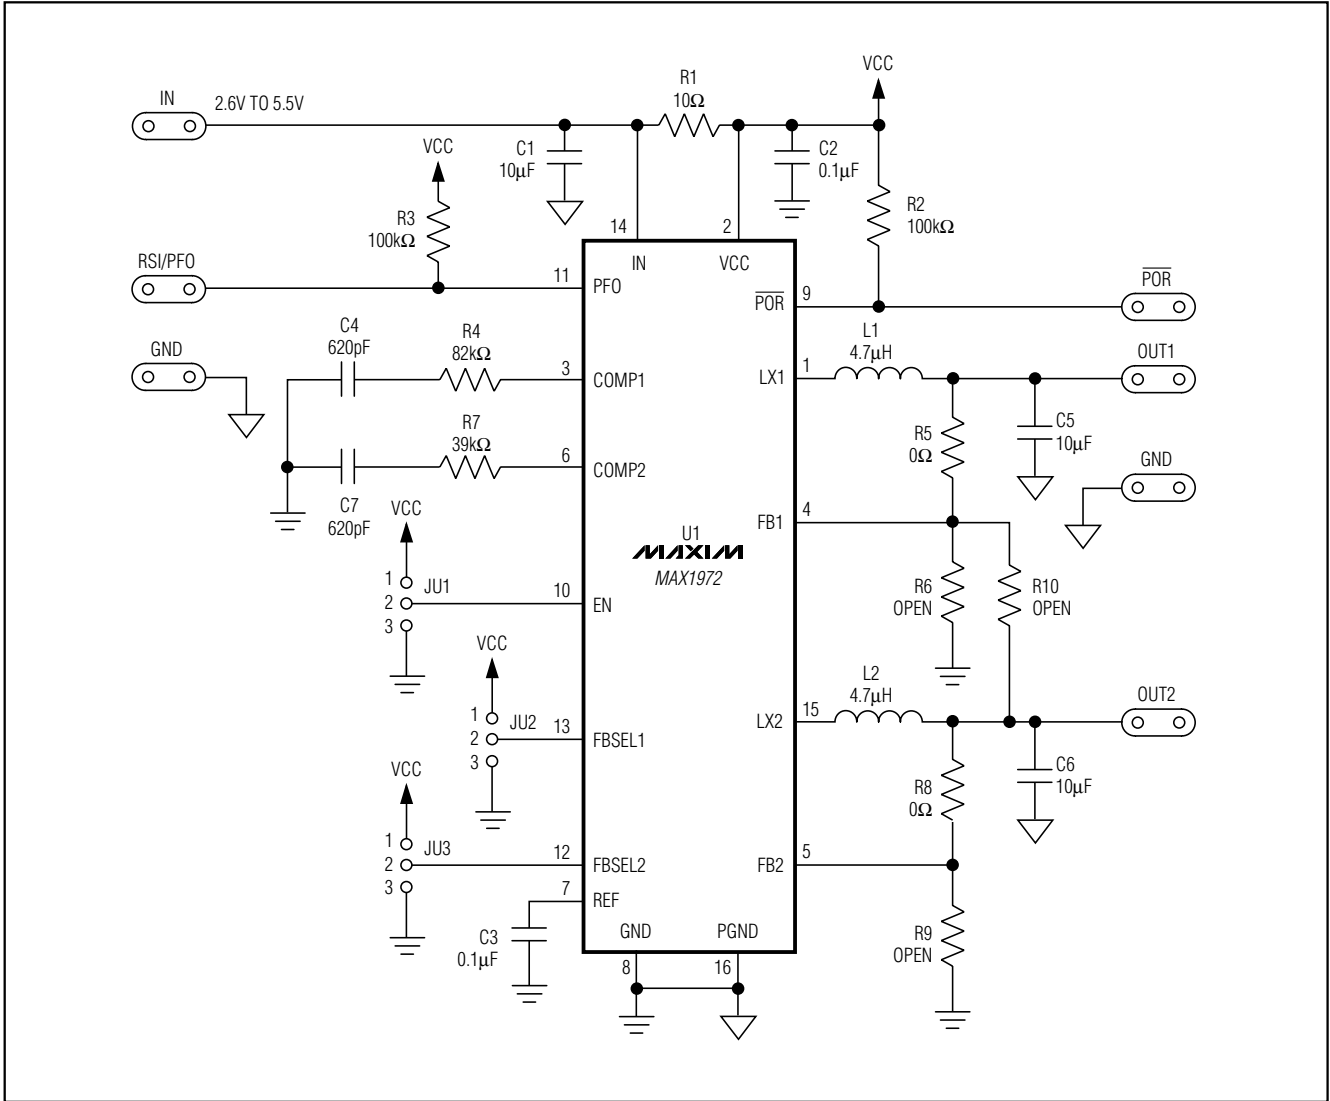 VCC
IN
2.6V TO 5.5V
R1
10Ω
VCC
C1
10µF
C2
0.1µF
R3
100kΩ
R2
100kΩ
14
2
IN
VCC
RSI/PFO
11
PFO
9
POR
POR
GND
C4
620pF
R4
82kΩ
3
COMP1
L1
4.7µH
1
LX1
OUT1
R7
39kΩ
6
COMP2
C7
620pF
R5
0Ω
C5
10µF
GND
VCC
4
FB1
U1
MAXIM
MAX1972
1
2
3
JU1
10
EN
R6
OPEN
R10
OPEN
VCC
L2
4.7µH
1
2
3
JU2
13
FBSEL1
15
LX2
OUT2
VCC
R8
0Ω
C6
10µF
1
2
3
JU3
12
FBSEL2
5
FB2
7
REF
C3
0.1µF
GND
PGND
R9
OPEN
8
16